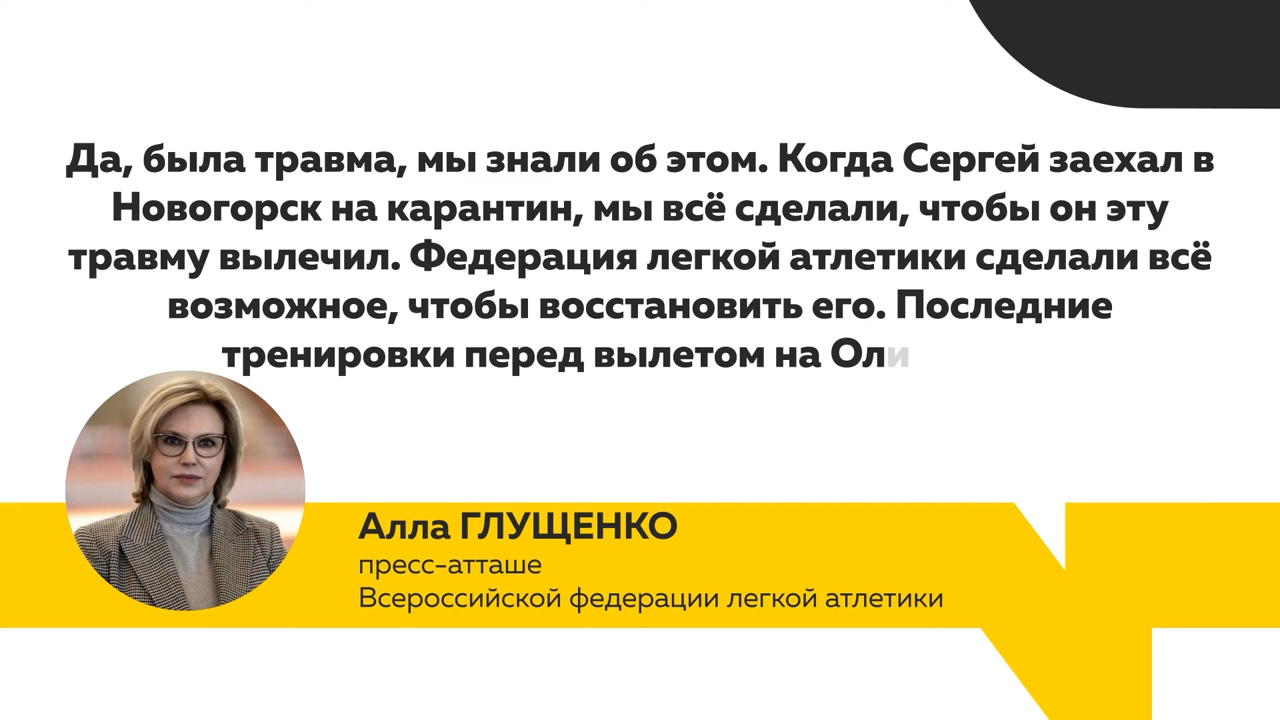 Да, была травма, мы знали об этом. Когда Сергей заехал в
Новогорск на карантин, мы всё сделали, чтобы он эту
травму вылечил. Федерация легкой атлетики сделали всё
возможное, чтобы восстановить его. Последние
тренировки перед вылетом на Оли
Алла ГЛУЩЕНКО
пресс-атташе
Всероссийской федерации легкой атлетики